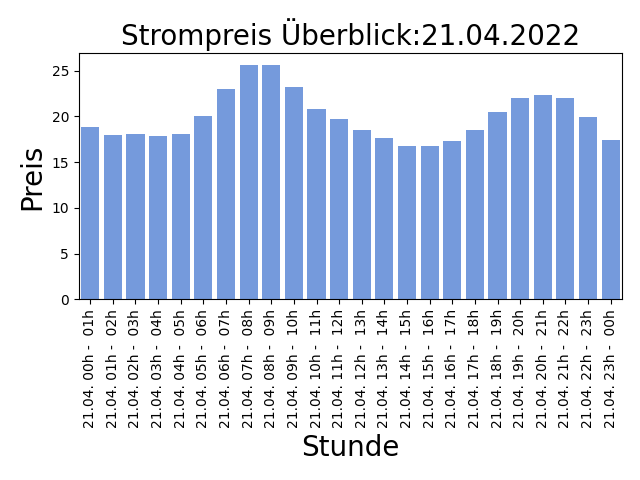 Strompreis Überblick:21.04.2022
Preis
25
20
15
10
5
0
21.04. 00h - 01h
21.04. 01h - 02h
21.04. 02h - 03h
21.04. 03h - 04h
21.04. 04h - 05h
21.04. 05h - 06h
21.04. 06h - 07h
21.04. 07h - 08h
21.04. 08h - 09h
21.04. 09h - 10h
21.04. 10h - 11h
21.04. 11h - 12h
21.04. 12h - 13h
21.04. 13h - 14h
21.04. 14h - 15h
21.04. 15h - 16h
21.04. 16h - 17h
21.04. 17h - 18h
21.04. 18h - 19h
21.04. 19h - 20h
21.04. 20h - 21h
21.04. 21h - 22h
21.04. 22h - 23h
21.04. 23h - 00h
Stunde